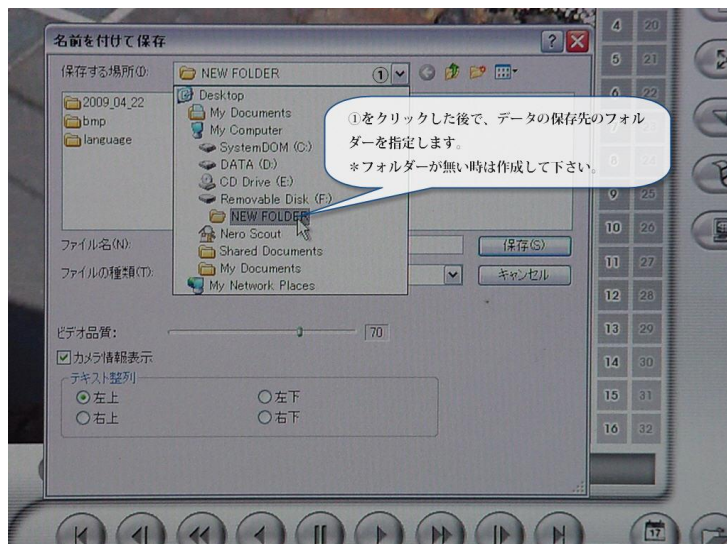 名前を付けて保存
保存する場所(I):
NEW FOLDER
①
2009_04_22
bmp
language
Desktop
My Documents
My Computer
SystemDOM (C:)
DATA (D:)
CD Drive (E:)
Removable Disk (F:)
NEW FOLDER
Nero Scout
Shared Documents
My Documents
My Network Places
①をクリックした後で、データの保存先のフォル
ダーを指定します。
*フォルダーが無い時は作成して下さい。
ファイル名(N):
保存(S)
ファイルの種類(T):
キャンセル
ビデオ品質:
70
カメラ情報表示
テキスト整列
左上
左下
右上
右下
4 20
5 21
6 22
9 25
10 26
11 27
12 28
13 29
14 30
15 31
16 32
17